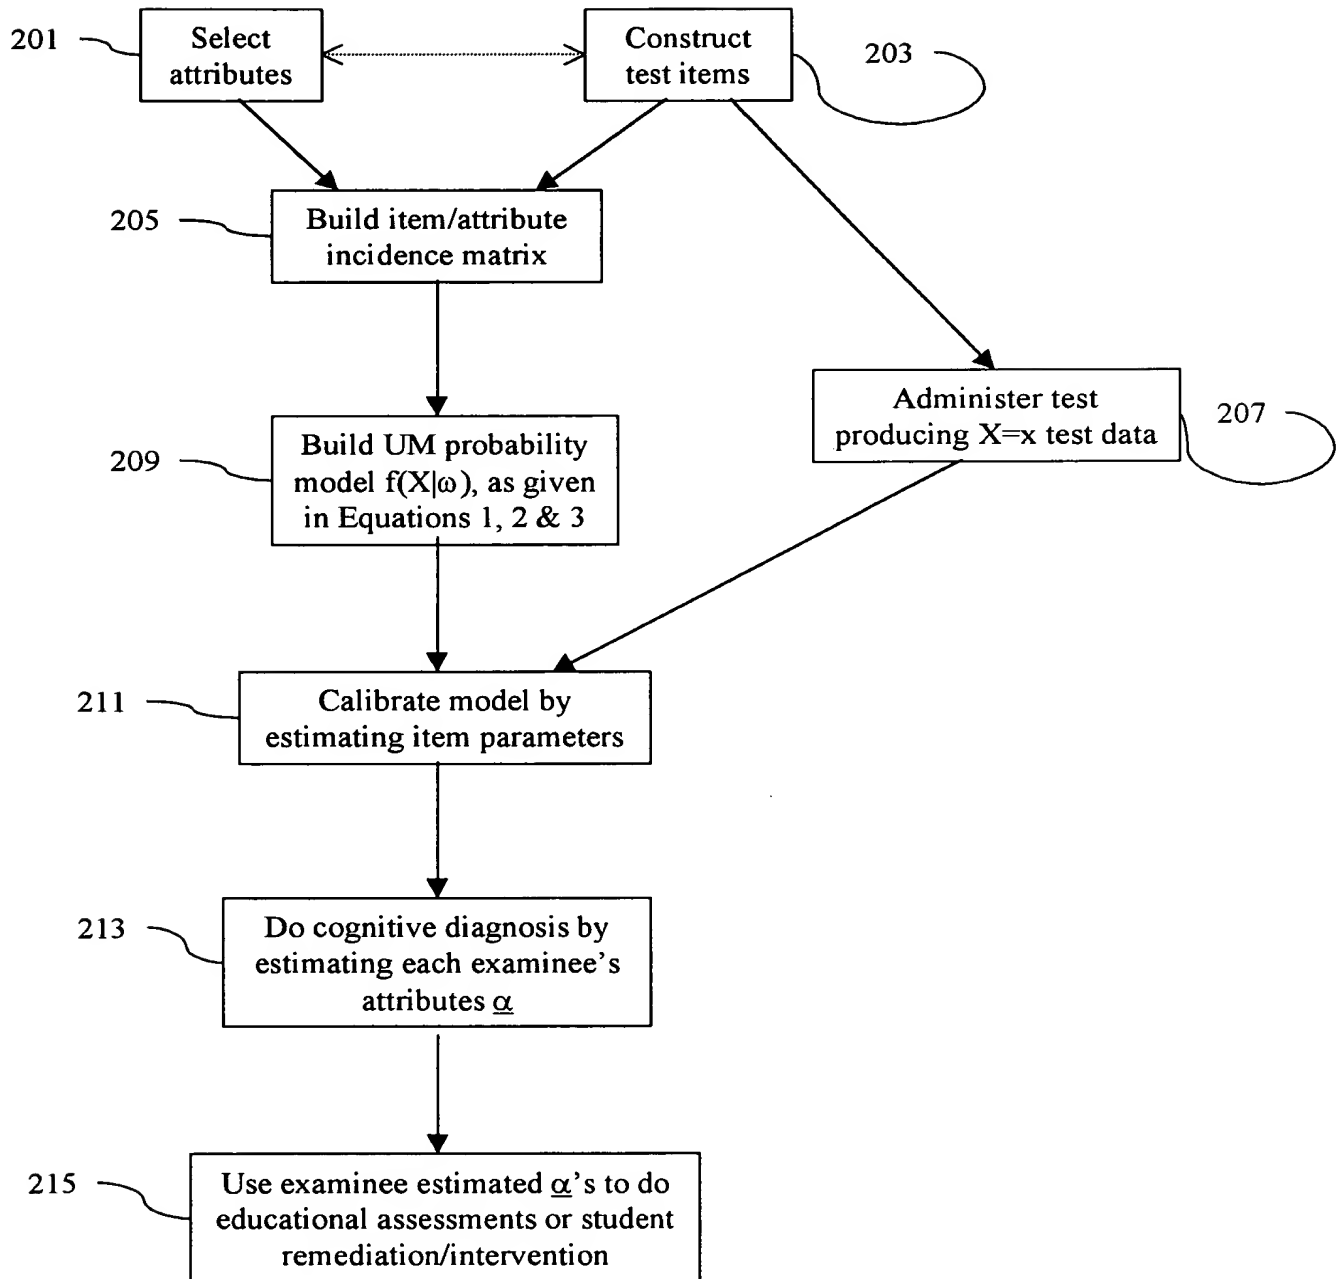 201
Select
attributes
Construct
test items
203
205
Build item/attribute
incidence matrix
Administer test
producing X=x test data
207
209
Build UM probability
model f(X|ω), as given
in Equations 1, 2 & 3
211
Calibrate model by
estimating item parameters
213
Do cognitive diagnosis by
estimating each examinee's
attributes α
215
Use examinee estimated α's to do
educational assessments or student
remediation/intervention